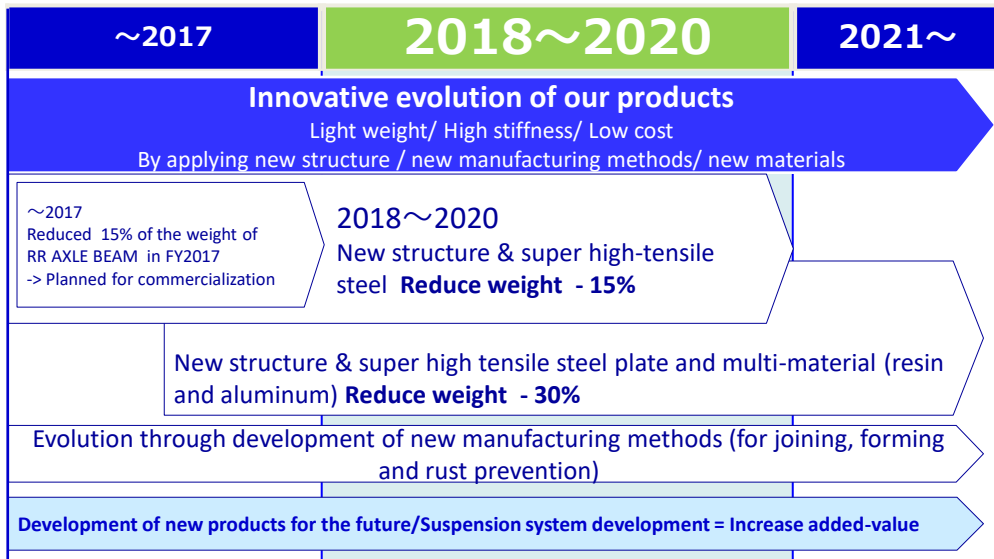 ～2017
2018～2020
2021～
Innovative evolution of our products
Light weight/ High stiffness/ Low cost
By applying new structure / new manufacturing methods/ new materials
～2017
Reduced 15% of the weight of
RR AXLE BEAM in FY2017
-> Planned for commercialization
2018～2020
New structure & super high-tensile
steel Reduce weight - 15%
New structure & super high tensile steel plate and multi-material (resin
and aluminum) Reduce weight - 30%
Evolution through development of new manufacturing methods (for joining, forming
and rust prevention)
Development of new products for the future/Suspension system development = Increase added-value